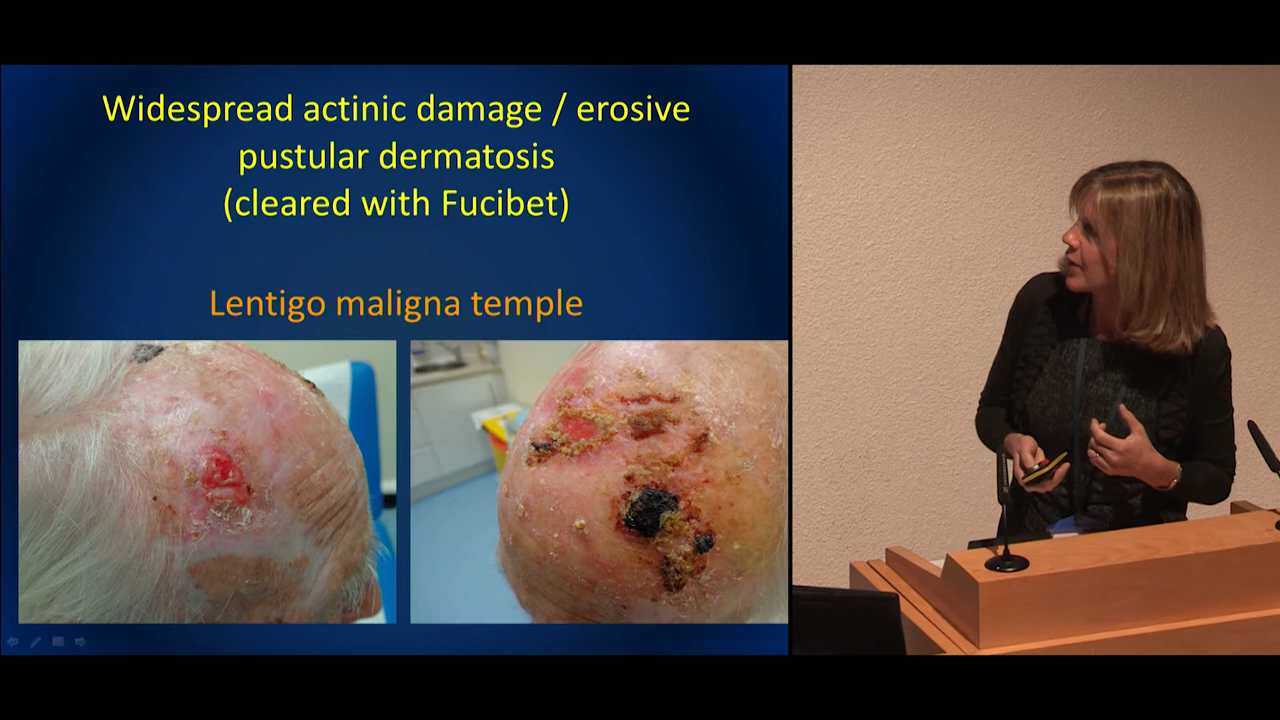 Widespread actinic damage / erosive
pustular dermatosis
(cleared with Fucibet)
Lentigo maligna temple